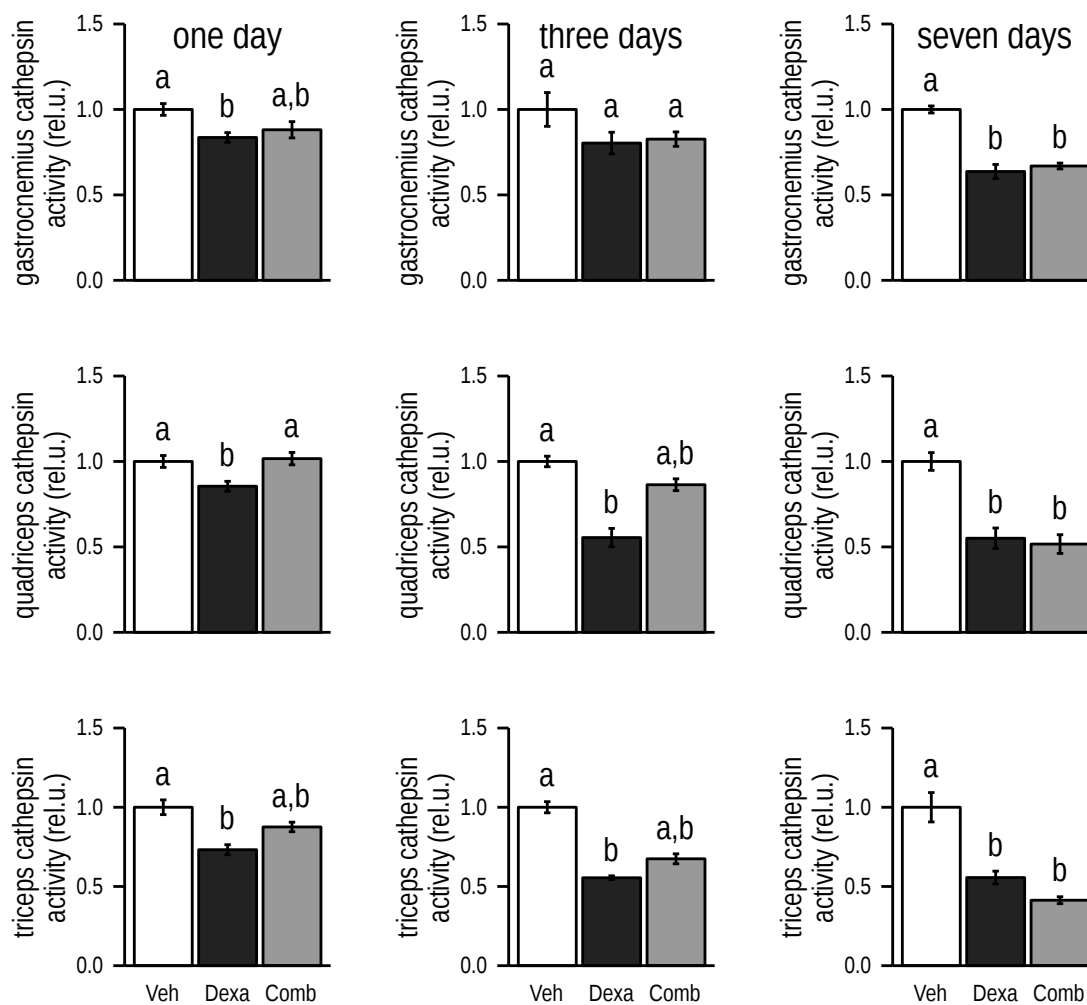 one day
three days
seven days
gastrocnemius cathepsin
activity (rel.u.)
1.5
1.0
0.5
0.0
a
b
a,b
gastrocnemius cathepsin
activity (rel.u.)
1.5
1.0
0.5
0.0
a
a
a
gastrocnemius cathepsin
activity (rel.u.)
1.5
1.0
0.5
0.0
a
b
b
quadriceps cathepsin
activity (rel.u.)
1.5
1.0
0.5
0.0
a
b
a
quadriceps cathepsin
activity (rel.u.)
1.5
1.0
0.5
0.0
a
b
a,b
quadriceps cathepsin
activity (rel.u.)
1.5
1.0
0.5
0.0
a
b
b
triceps cathepsin
activity (rel.u.)
1.5
1.0
0.5
0.0
a
b
a,b
Veh Dexa Comb
triceps cathepsin
activity (rel.u.)
1.5
1.0
0.5
0.0
a
b
a,b
Veh Dexa Comb
triceps cathepsin
activity (rel.u.)
1.5
1.0
0.5
0.0
a
b
b
Veh Dexa Comb